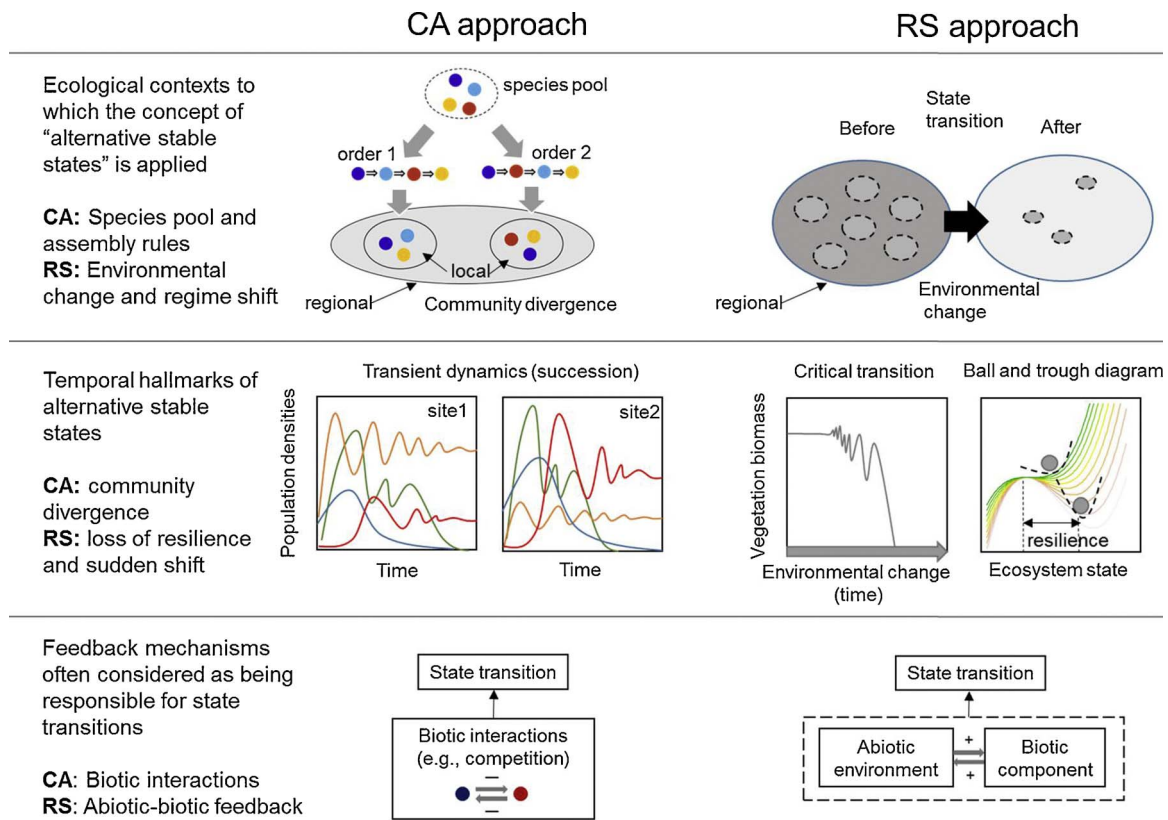 CA approach
RS approach
Ecological contexts to
which the concept of
“alternative stable
states” is applied
CA: Species pool and
assembly rules
RS: Environmental
change and regime shift
species pool
order 1
order 2
local
regional
Community divergence
State
transition
Before
After
regional
Environmental
change
Temporal hallmarks of
alternative stable
states
CA: community
divergence
RS: loss of resilience
and sudden shift
Transient dynamics (succession)
Population densities
site1
site2
Time
Time
Critical transition
Vegetation biomass
Environmental change
(time)
Ball and trough diagram
resilience
Ecosystem state
Feedback mechanisms
often considered as being
responsible for state
transitions
CA: Biotic interactions
RS: Abiotic-biotic feedback
State transition
Biotic interactions
(e.g., competition)
–
–
State transition
Abiotic
environment
+
+
Biotic
component